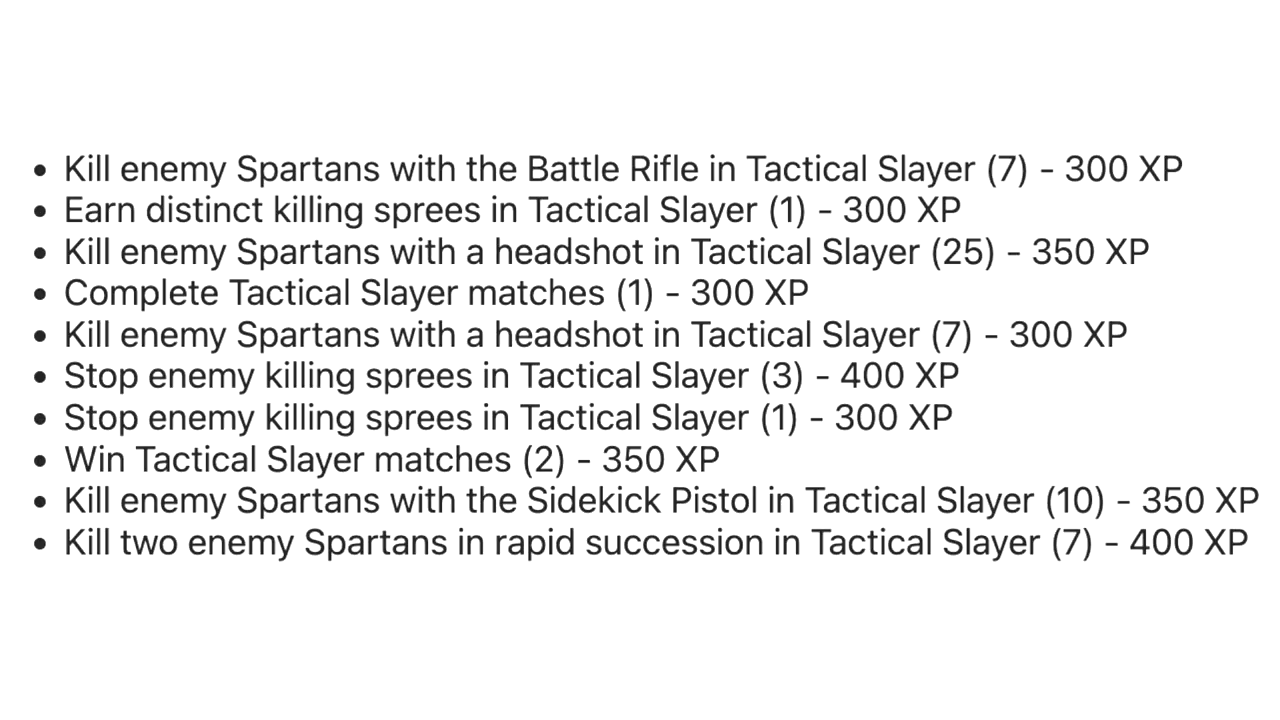 • Kill enemy Spartans with the Battle Rifle in Tactical Slayer (7) - 300 XP
• Earn distinct killing sprees in Tactical Slayer (1) - 300 XP
• Kill enemy Spartans with a headshot in Tactical Slayer (25) - 350 XP
• Complete Tactical Slayer matches (1) - 300 XP
• Kill enemy Spartans with a headshot in Tactical Slayer (7) - 300 XP
• Stop enemy killing sprees in Tactical Slayer (3) - 400 XP
• Stop enemy killing sprees in Tactical Slayer (1) - 300 XP
• Win Tactical Slayer matches (2) - 350 XP
• Kill enemy Spartans with the Sidekick Pistol in Tactical Slayer (10) - 350 XP
• Kill two enemy Spartans in rapid succession in Tactical Slayer (7) - 400 XP